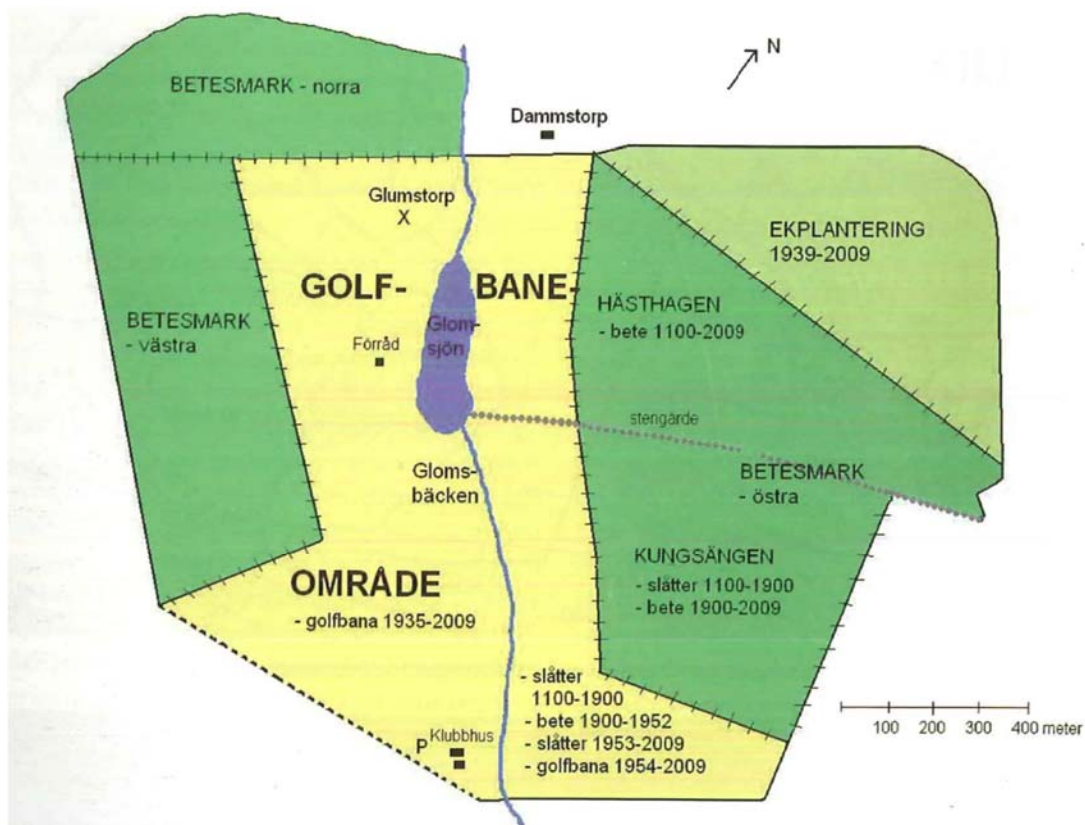 BETESMARK - norra
N
Dammstorp
Glumstorp
X
EKPLANTERING
1939-2009
GOLF- BANE-
HÄSTHAGEN
- bete 1100-2009
BETESMARK
- västra
Glom-
sjön
Förråd
stengärde
Gloms-
bäcken
BETESMARK
- östra
KUNGSÄNGEN
- slåtter 1100-1900
- bete 1900-2009
OMRÅDE
- golfbana 1935-2009
- slåtter
1100-1900
- bete 1900-1952
- slåtter 1953-2009
- golfbana 1954-2009
P Klubbhus
100 200 300 400 meter